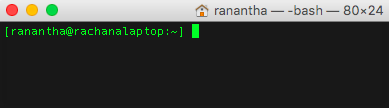 ranantha — -bash — 80×24
[ranantha@rachanalaptop:~]